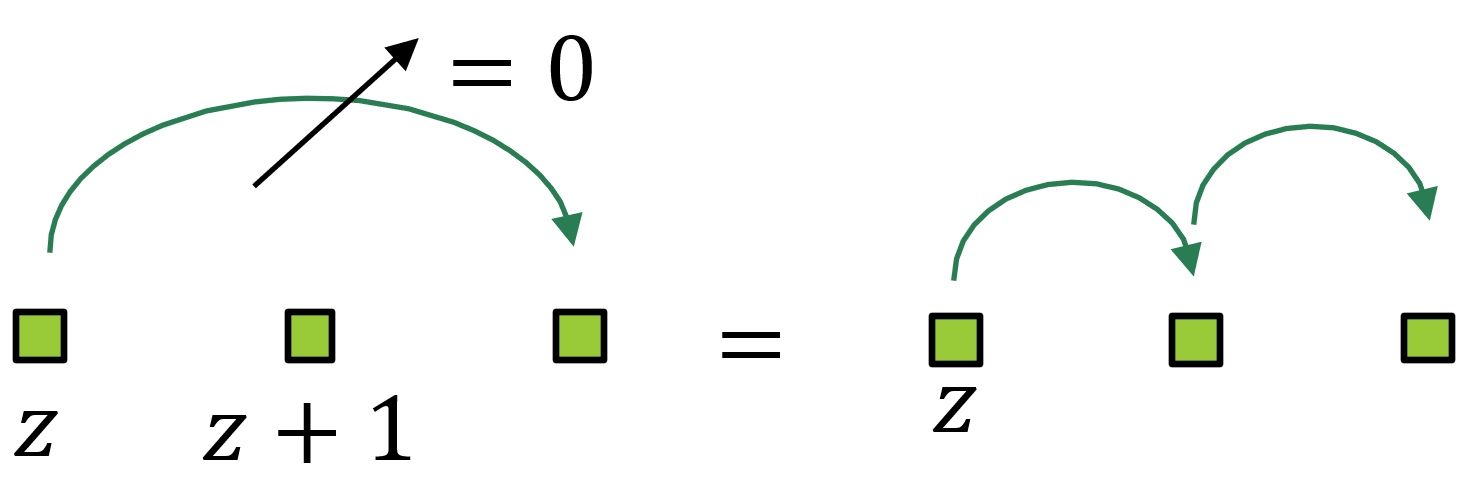 = 0
=
z z + 1 z